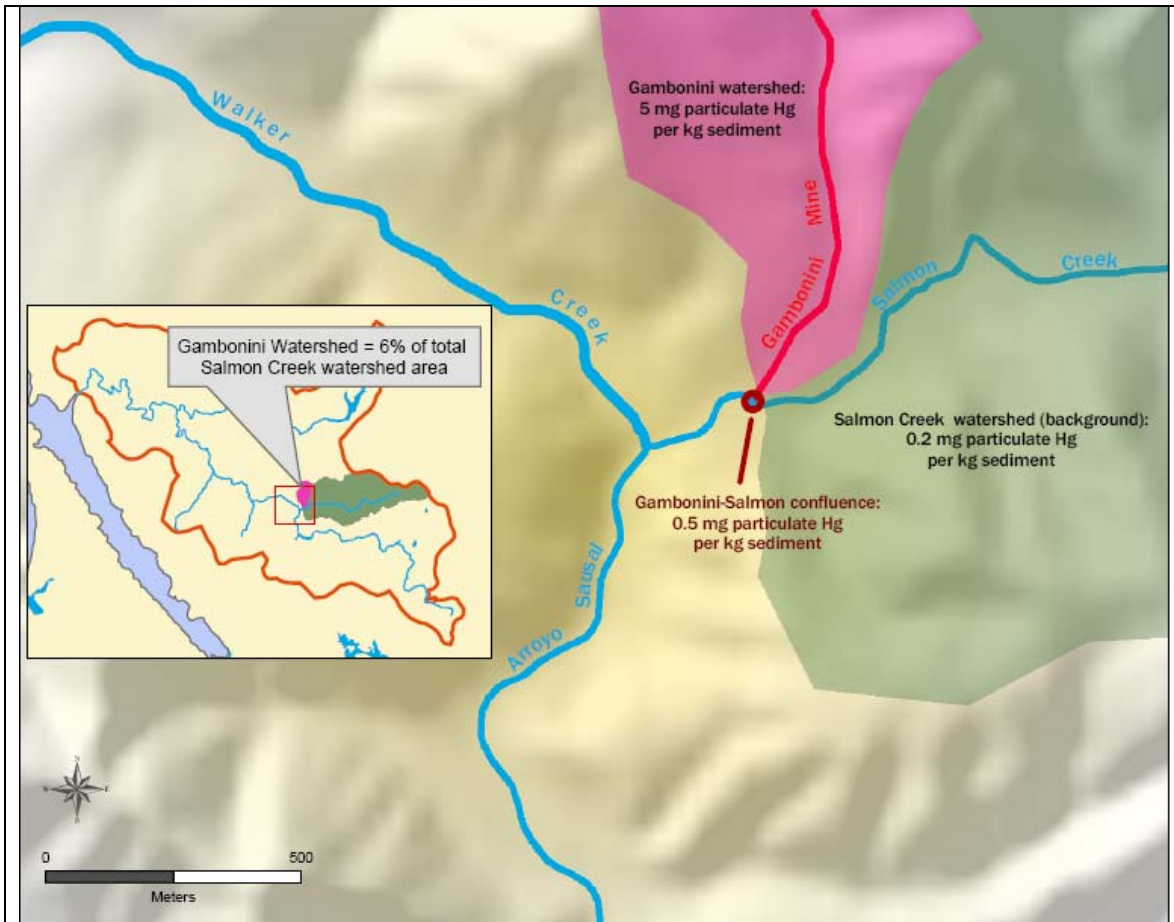 Gambonini watershed:
5 mg particulate Hg
per kg sediment
Walker
Creek
Gambonini Mine
Salmon
Creek
Gambonini Watershed = 6% of total
Salmon Creek watershed area
Salmon Creek watershed (background):
0.2 mg particulate Hg
per kg sediment
Gambonini-Salmon confluence:
0.5 mg particulate Hg
per kg sediment
Arroyo Sausal
N
E
0 500
Meters